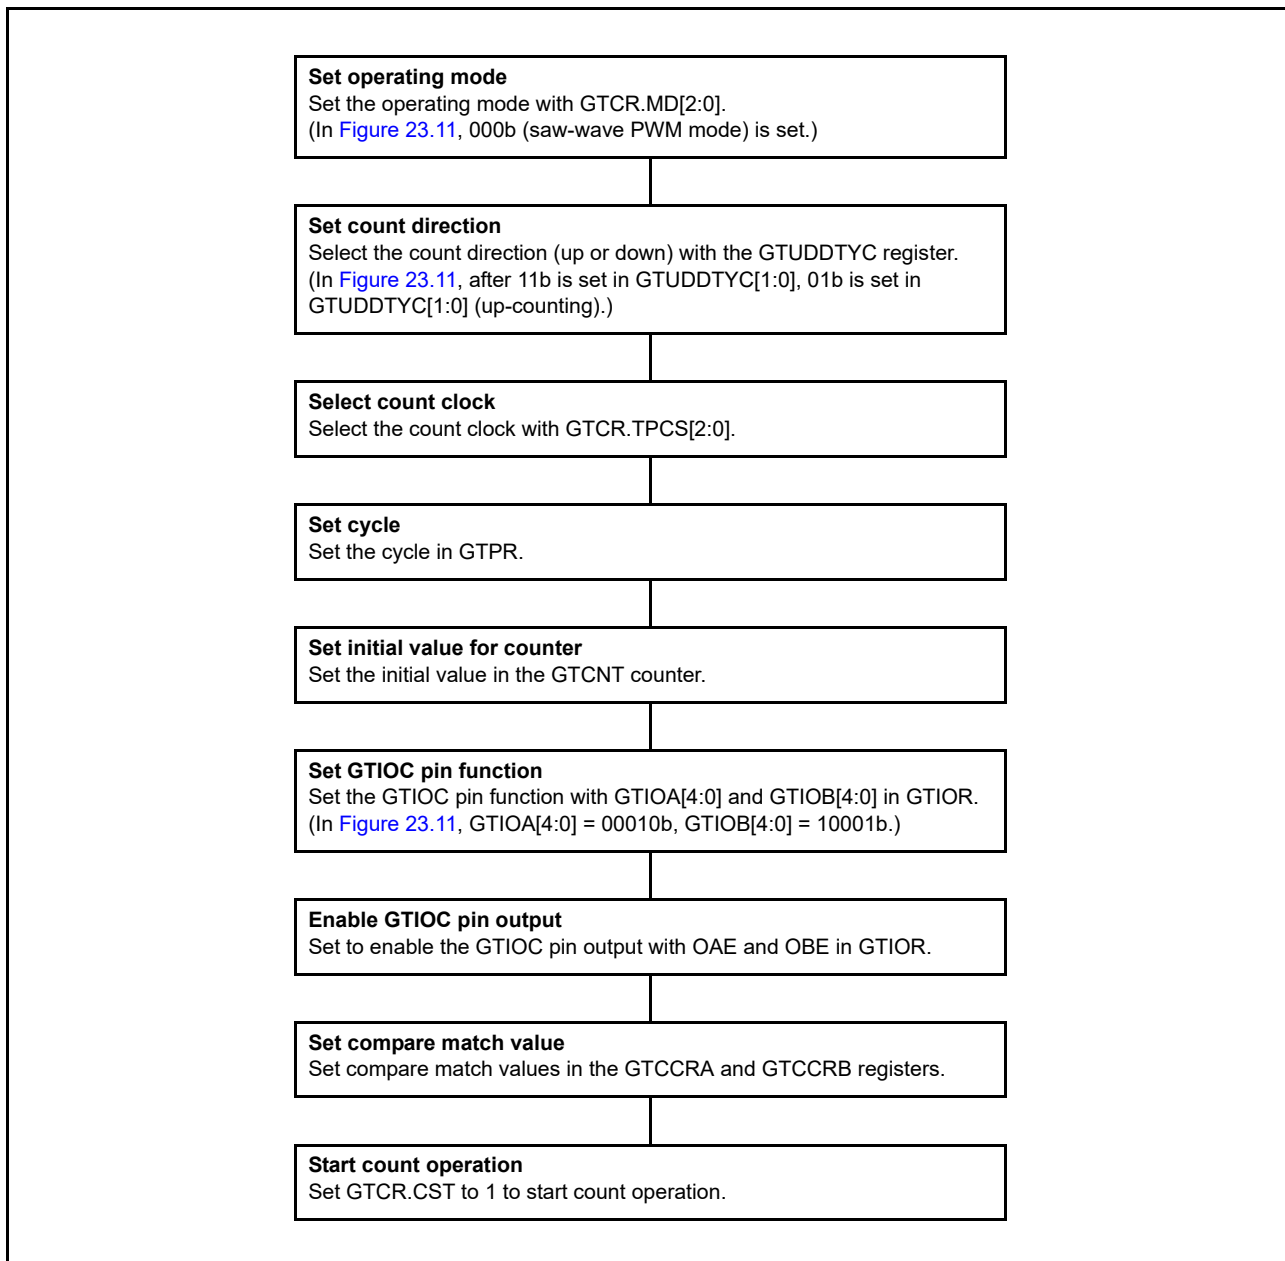 Set operating mode
Set the operating mode with GTCR.MD[2:0].
(In Figure 23.11, 000b (saw-wave PWM mode) is set.)
Set count direction
Select the count direction (up or down) with the GTUDDTYC register.
(In Figure 23.11, after 11b is set in GTUDDTYC[1:0], 01b is set in
GTUDDTYC[1:0] (up-counting).)
Select count clock
Select the count clock with GTCR.TPCS[2:0].
Set cycle
Set the cycle in GTPR.
Set initial value for counter
Set the initial value in the GTCNT counter.
Set GTIOC pin function
Set the GTIOC pin function with GTIOA[4:0] and GTIOB[4:0] in GTIOR.
(In Figure 23.11, GTIOA[4:0] = 00010b, GTIOB[4:0] = 10001b.)
Enable GTIOC pin output
Set to enable the GTIOC pin output with OAE and OBE in GTIOR.
Set compare match value
Set compare match values in the GTCCRA and GTCCRB registers.
Start count operation
Set GTCR.CST to 1 to start count operation.